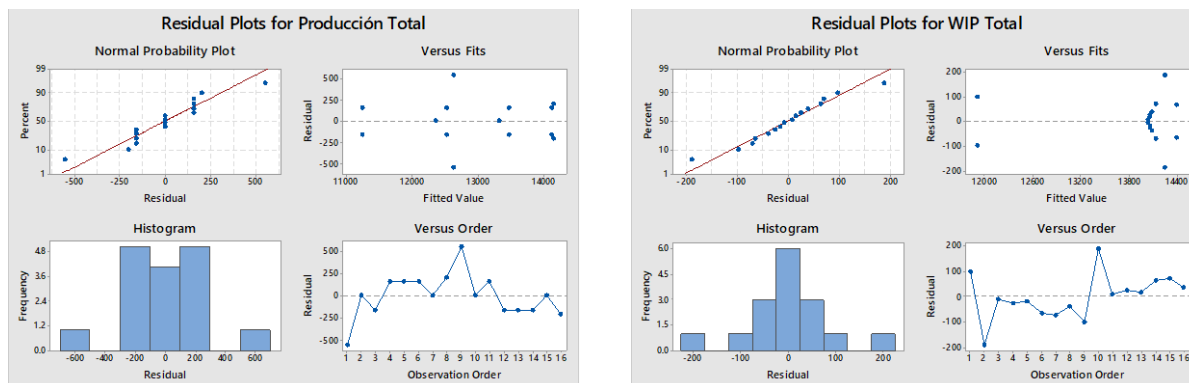 Residual Plots for Producción Total
Normal Probability Plot
Versus Fits
99
90
50
10
1
Percent
-500
-250
0
250
500
Residual
500
250
0
-250
-500
Residual
11000
12000
13000
14000
Fitted Value
Histogram
Versus Order
4.8
3.6
2.4
1.2
0.0
Frequency
-600
-400
-200
0
200
400
600
Residual
500
250
0
-250
-500
Residual
1 2 3 4 5 6 7 8 9 10 11 12 13 14 15 16
Observation Order
Residual Plots for WIP Total
Normal Probability Plot
Versus Fits
99
90
50
10
1
Percent
-200
-100
0
100
200
Residual
200
100
0
-100
-200
Residual
12000
12600
13200
13800
14400
Fitted Value
Histogram
Versus Order
6.0
4.5
3.0
1.5
0.0
Frequency
-200
-100
0
100
200
Residual
200
100
0
-100
-200
Residual
1 2 3 4 5 6 7 8 9 10 11 12 13 14 15 16
Observation Order